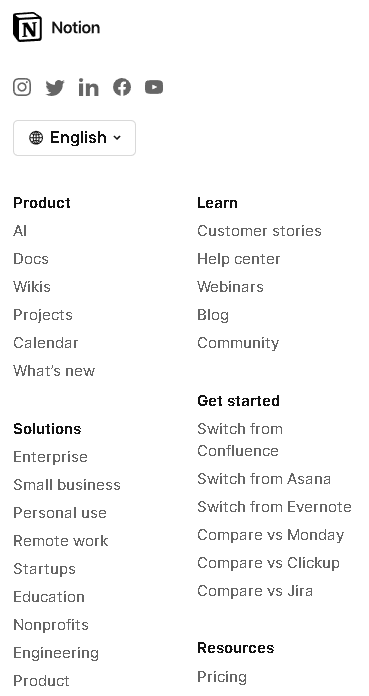 Notion
English
Product
AI
Docs
Wikis
Projects
Calendar
What's new
Solutions
Enterprise
Small business
Personal use
Remote work
Startups
Education
Nonprofits
Engineering
Product
Learn
Customer stories
Help center
Webinars
Blog
Community
Get started
Switch from
Confluence
Switch from Asana
Switch from Evernote
Compare vs Monday
Compare vs Clickup
Compare vs Jira
Resources
Pricing